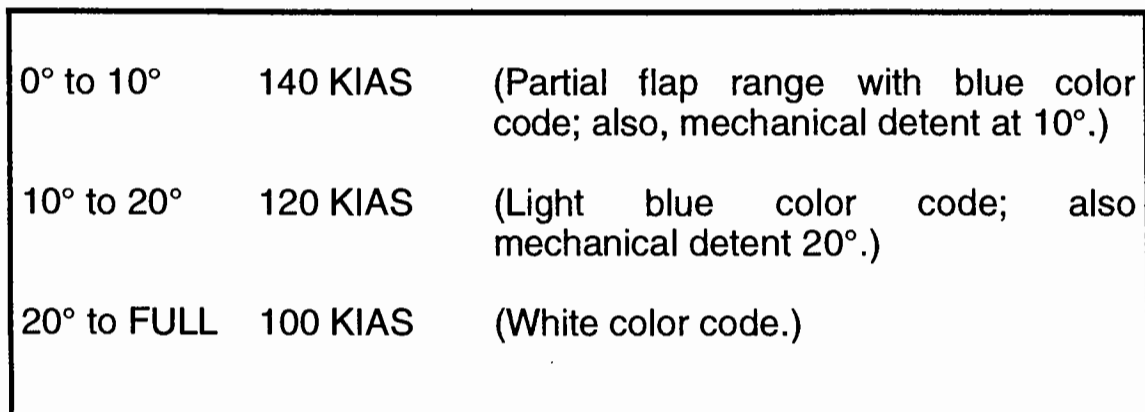 0° to 10° 140 KIAS (Partial flap range with blue color
code; also, mechanical detent at 10°.)
10° to 20° 120 KIAS (Light blue color code; also
mechanical detent 20°.)
20° to FULL 100 KIAS (White color code.)